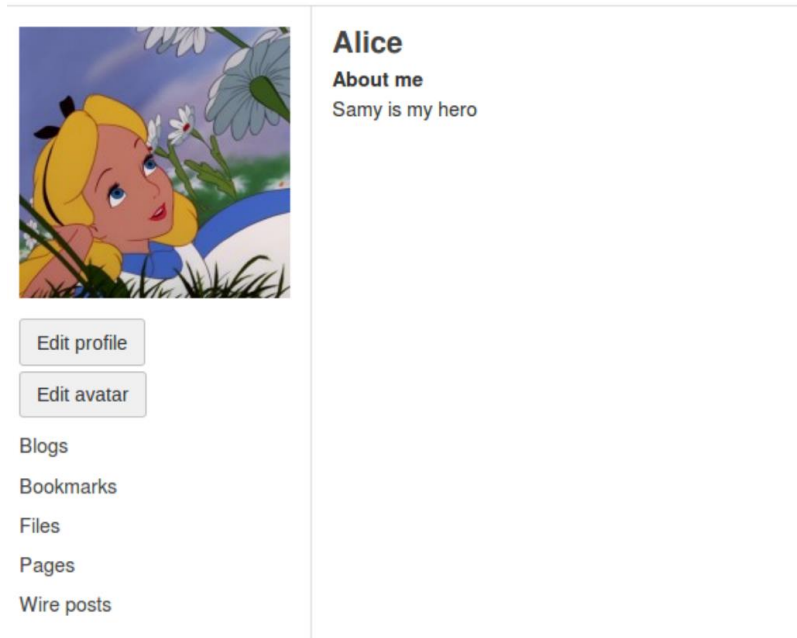 Alice
About me
Samy is my hero
Edit profile
Edit avatar
Blogs
Bookmarks
Files
Pages
Wire posts